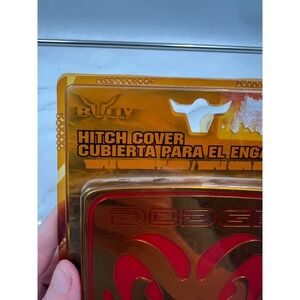 BULLY
HITCH COVER
CUBIERTA PARA EL ENGA
DODGE